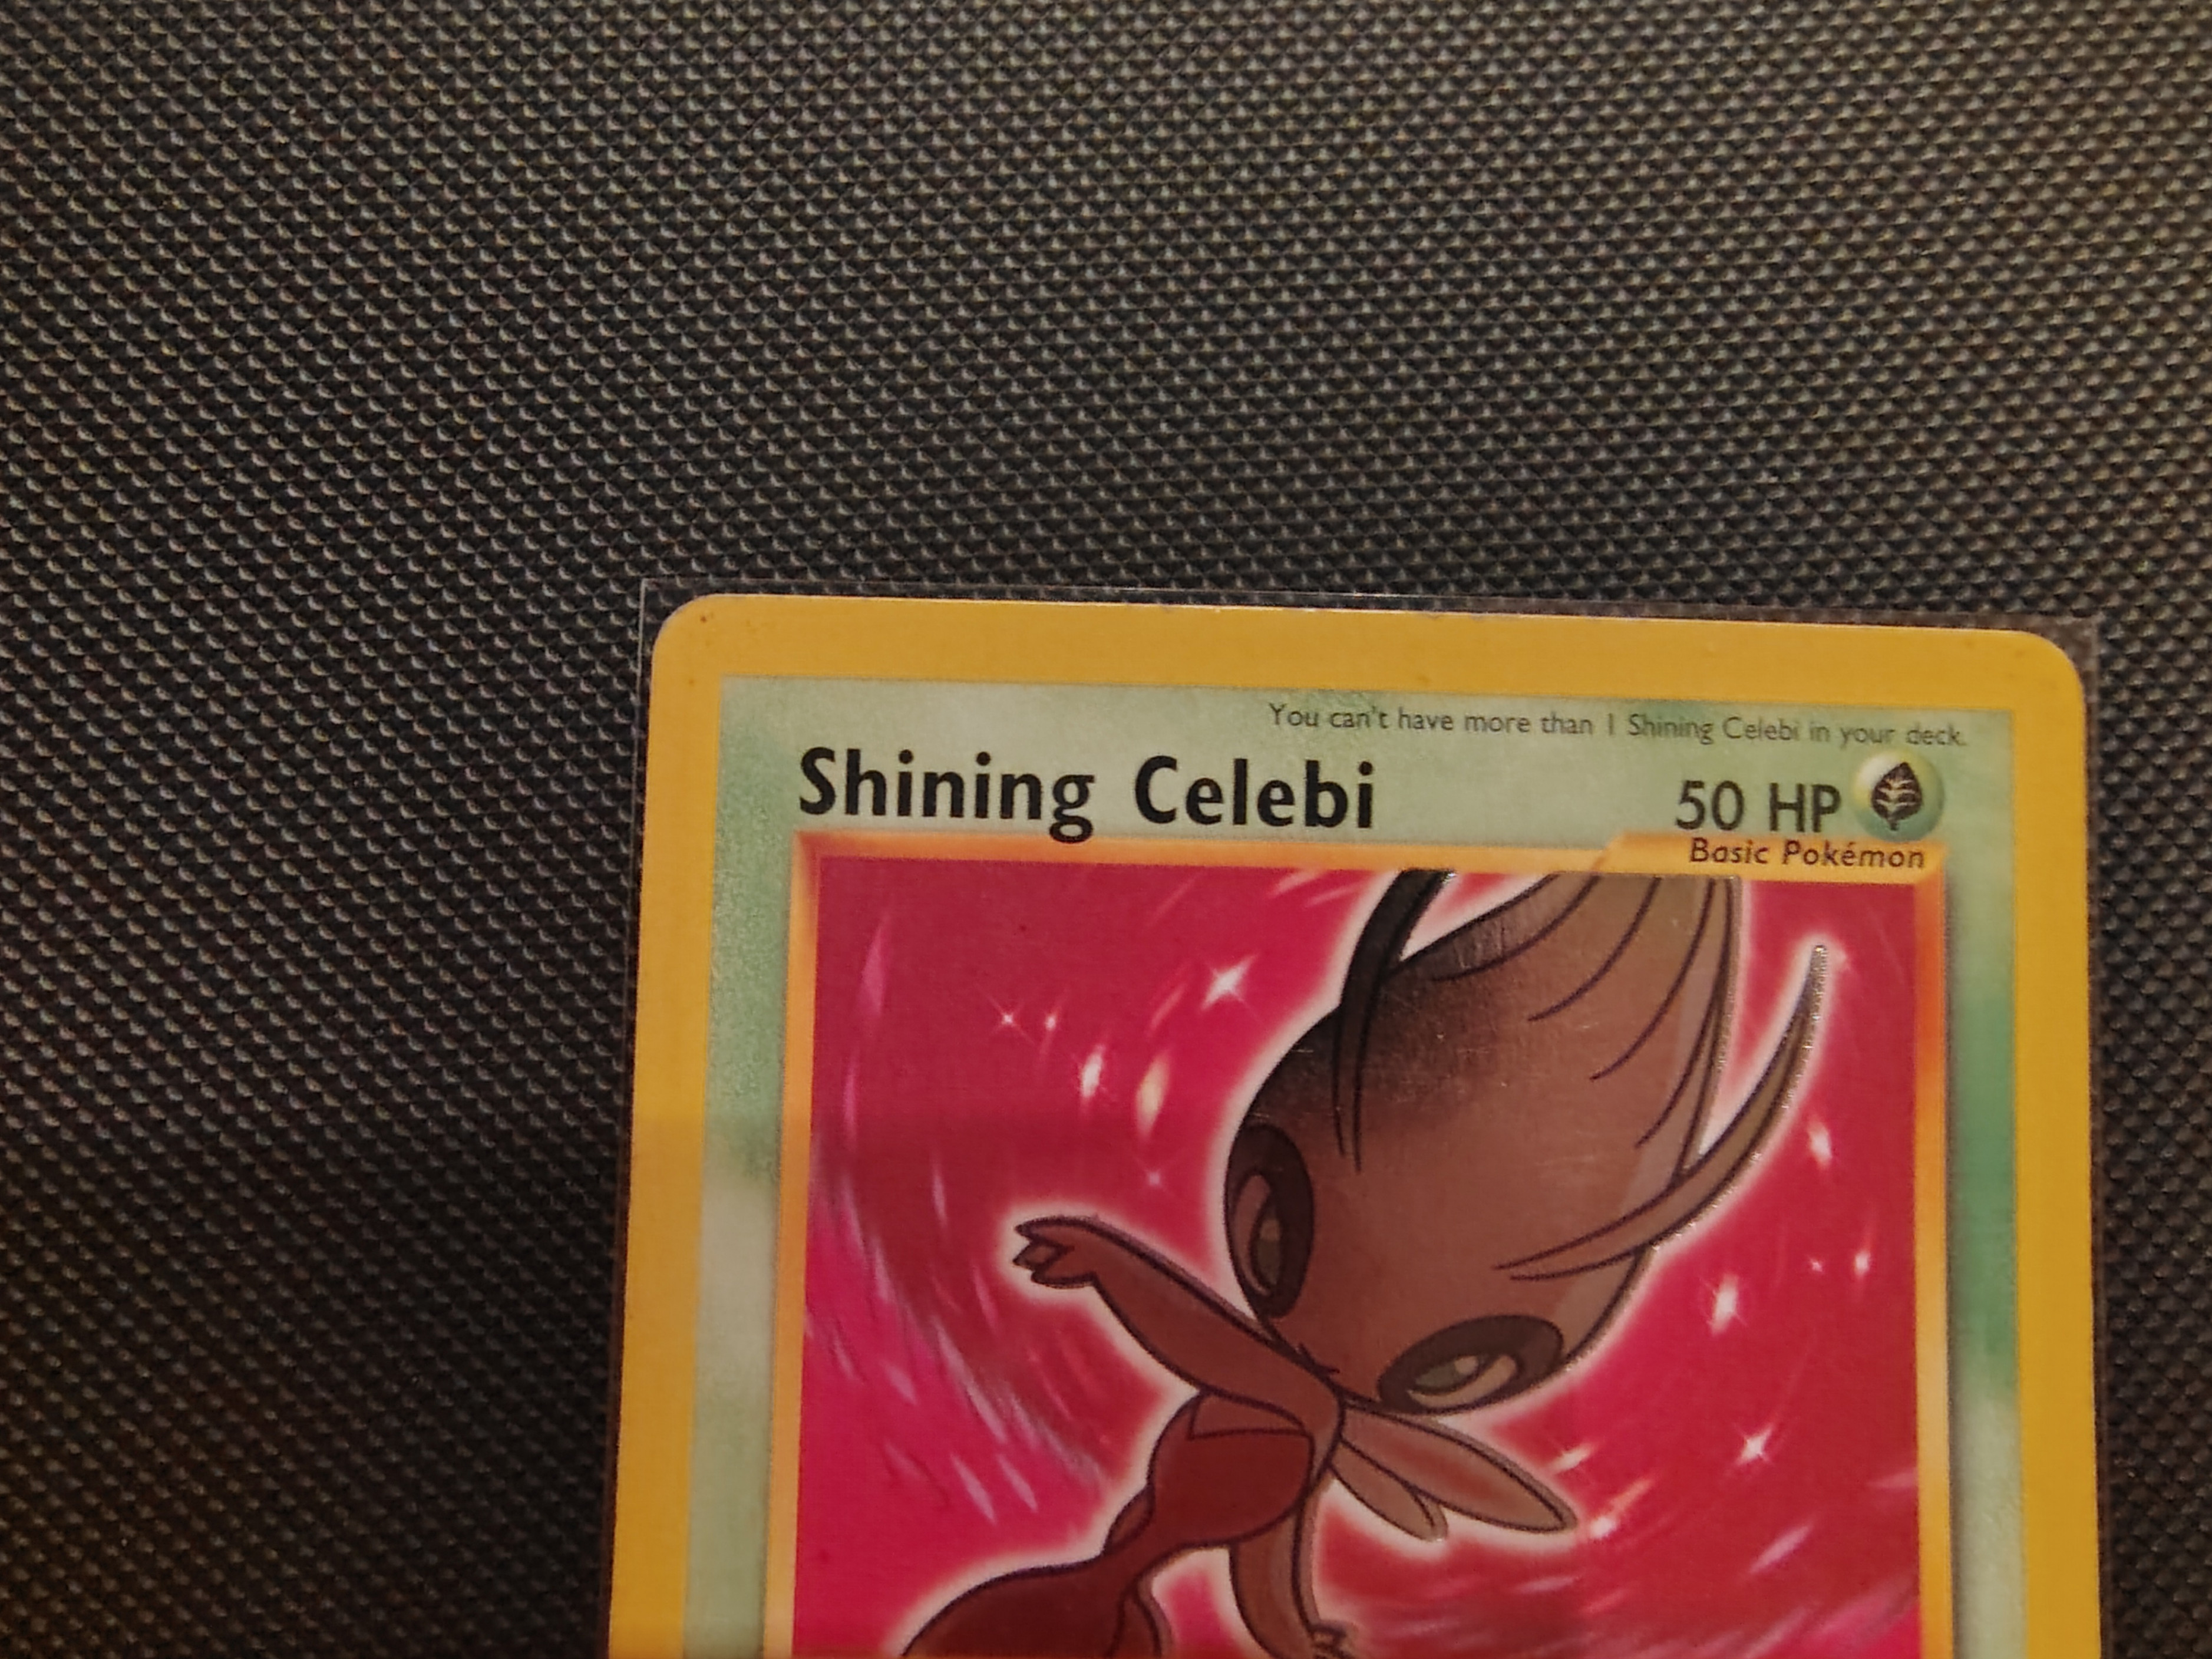 You can't have more than 1 Shining Celebi in your deck.
Shining Celebi
50 HP
Basic Pokémon